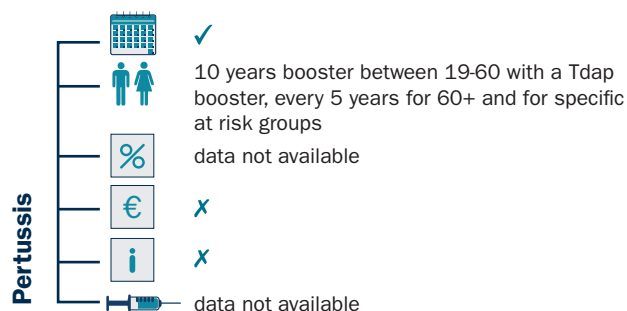 ✓
10 years booster between 19-60 with a Tdap
booster, every 5 years for 60+ and for specific
at risk groups
% data not available
€ ✗
i ✗
data not available
Pertussis